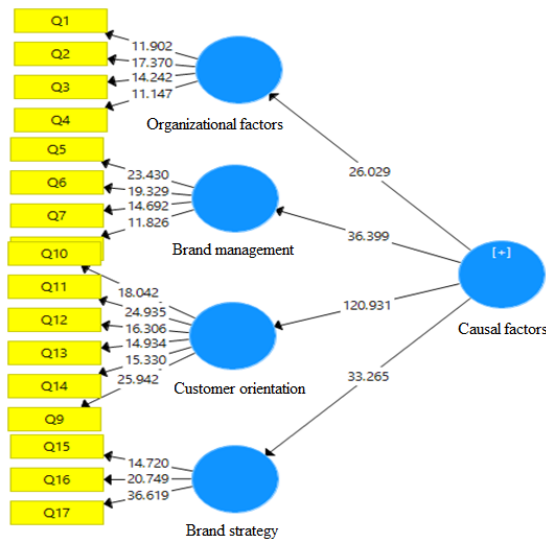 Q1
Q2
Q3
Q4
11.902
17.370
14.242
11.147
Organizational factors
Q5
Q6
Q7
23.430
19.329
14.692
11.826
Brand management
Q10
Q11
Q12
Q13
Q14
Q9
18.042
24.935
16.306
14.934
15.330
25.942
Customer orientation
Q15
Q16
Q17
14.720
20.749
36.619
Brand strategy
26.029
36.399
120.931
33.265
[+]
Causal factors